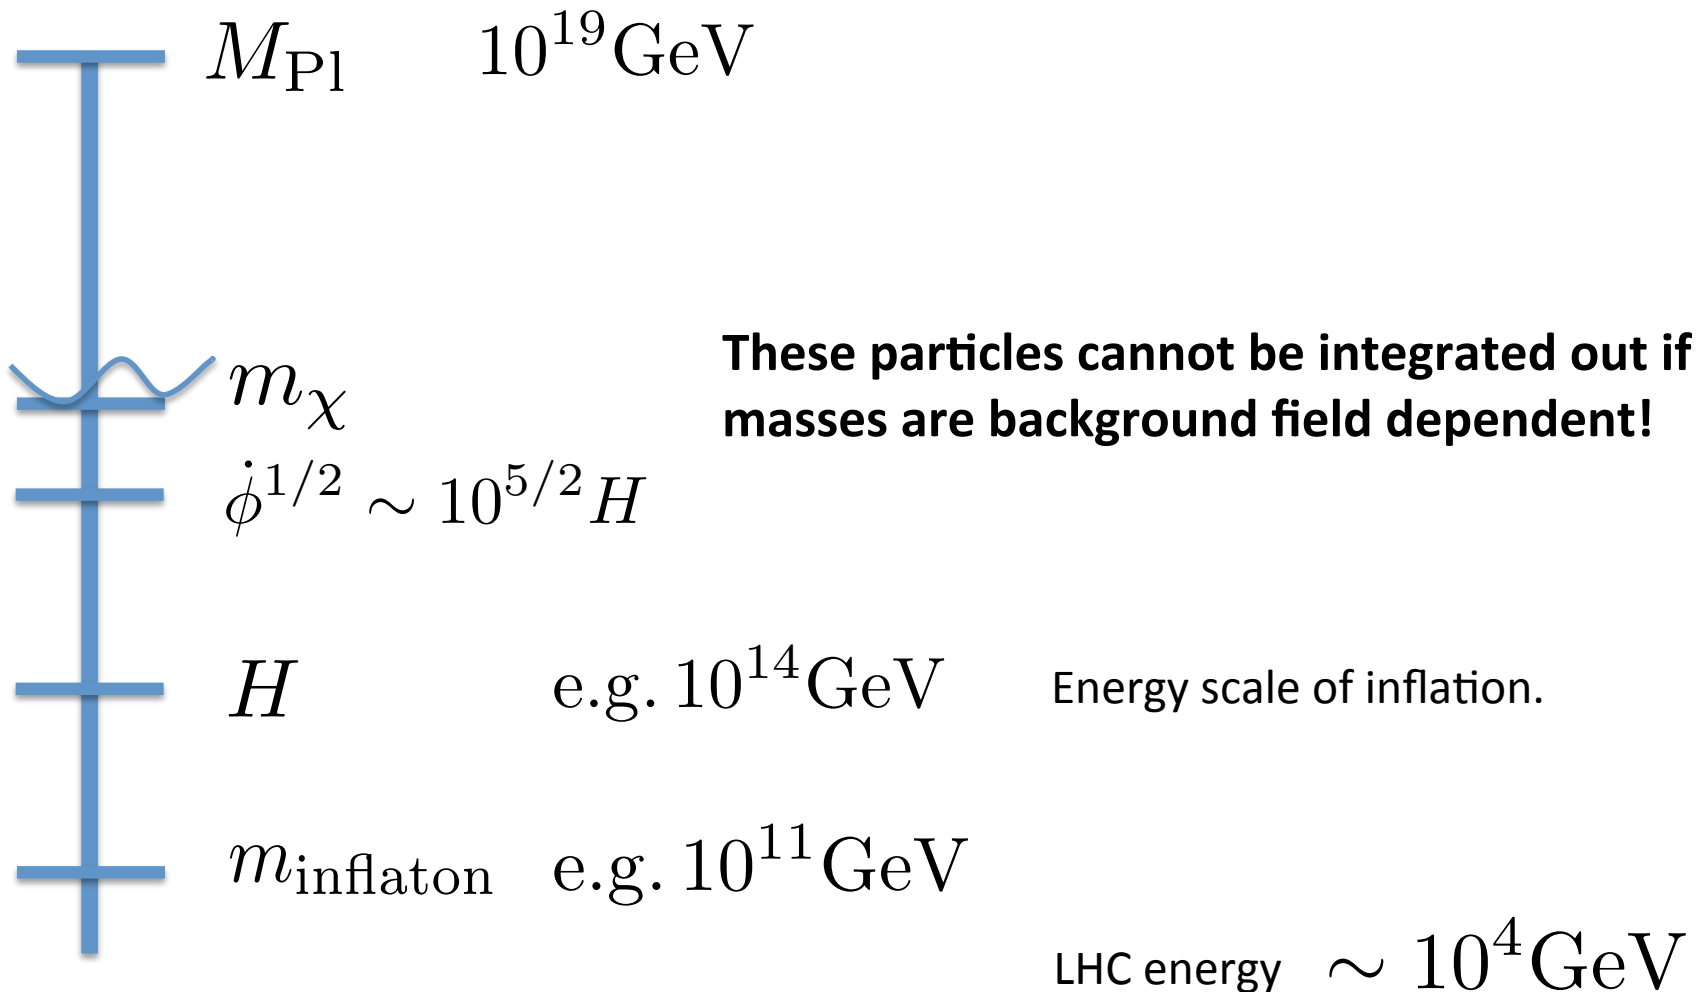 M_Pl 10^19 GeV
These particles cannot be integrated out if
m_χ
masses are background field dependent!
ϕ̇^1/2 ∼ 10^5/2 H
H e.g. 10^14 GeV Energy scale of inflation.
m_inflaton e.g. 10^11 GeV
LHC energy ∼ 10^4 GeV